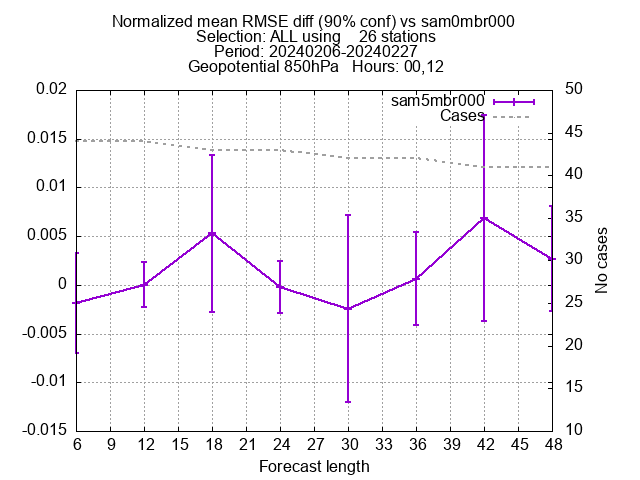 Normalized mean RMSE diff (90% conf) vs sam0mbr000
Selection: ALL using    26 stations
Period: 20240206-20240227
Geopotential 850hPa   Hours: 00,12
sam5mbr000
Cases
0.02
0.015
0.01
0.005
0
-0.005
-0.01
-0.015
50
45
40
35
30
25
20
15
10
No cases
6 9 12 15 18 21 24 27 30 33 36 39 42 45 48
Forecast length